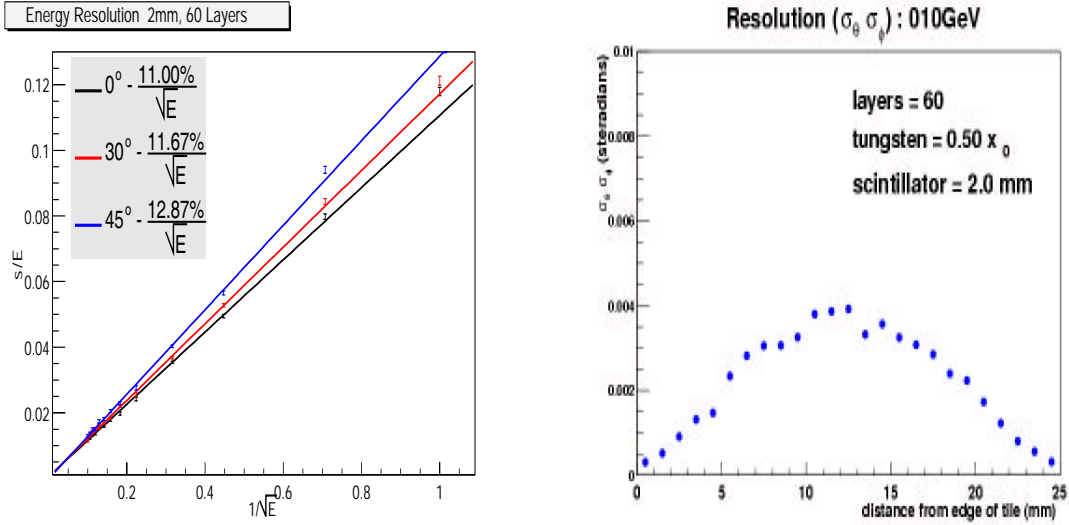 Energy Resolution 2mm, 60 Layers
0° - 11.00%/√E
30° - 11.67%/√E
45° - 12.87%/√E
s/E
0.12
0.1
0.08
0.06
0.04
0.02
0.2
0.4
0.6
0.8
1
1/√E
Resolution (σθ σϕ) : 010GeV
σθ σϕ (steradians)
0.01
0.008
0.006
0.004
0.002
0
layers = 60
tungsten = 0.50 x 0
scintillator = 2.0 mm
0
5
10
15
20
25
distance from edge of tile (mm)